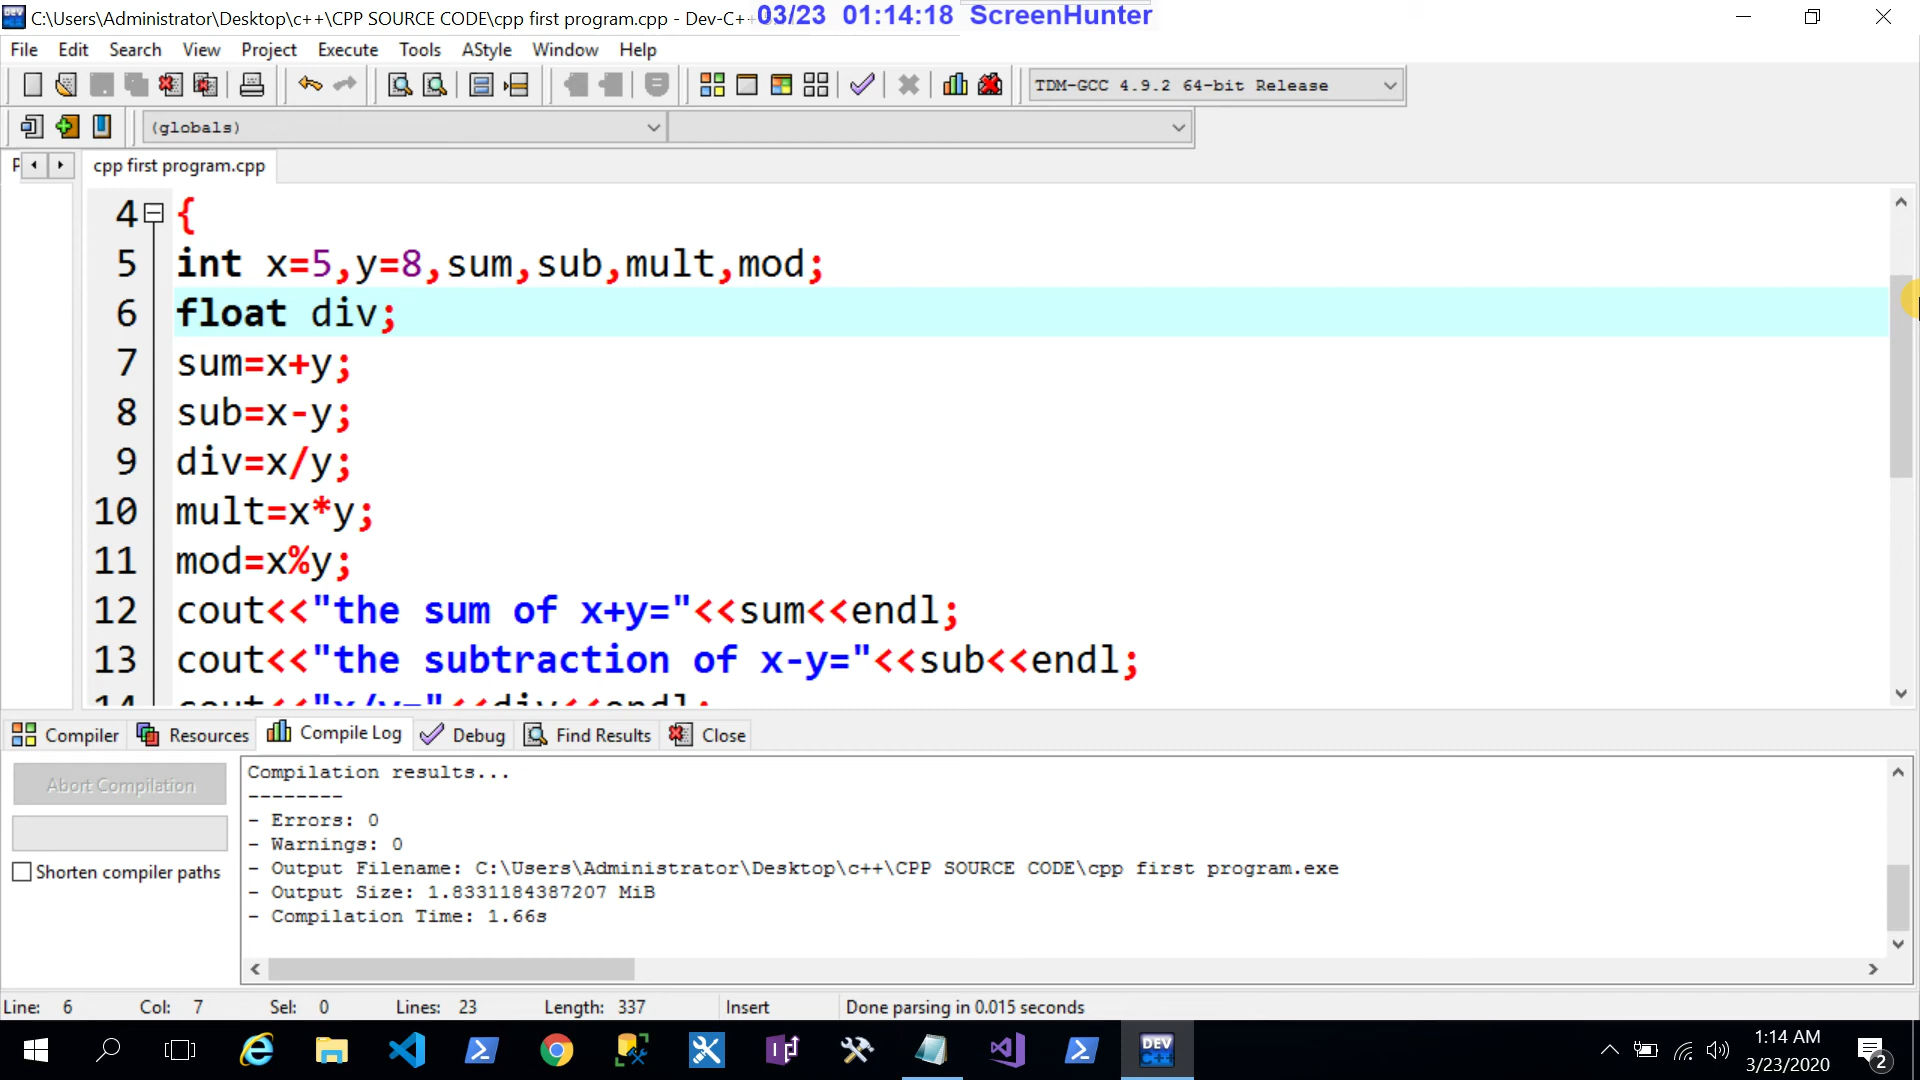 C:\Users\Administrator\Desktop\c++\CPP SOURCE CODE\cpp first program.cpp - Dev-C++
03/23 01:14:18 ScreenHunter
File Edit Search View Project Execute Tools AStyle Window Help
TDM-GCC 4.9.2 64-bit Release
(globals)
cpp first program.cpp
4 {
5 int x=5,y=8,sum,sub,mult,mod;
6 float div;
7 sum=x+y;
8 sub=x-y;
9 div=x/y;
10 mult=x*y;
11 mod=x%y;
12 cout<<"the sum of x+y="<<sum<<endl;
13 cout<<"the subtraction of x-y="<<sub<<endl;
14 cout<<"x/y="<<div<<endl;
Compiler Resources Compile Log Debug Find Results Close
Abort Compilation
Shorten compiler paths
Compilation results...
--------
- Errors: 0
- Warnings: 0
- Output Filename: C:\Users\Administrator\Desktop\c++\CPP SOURCE CODE\cpp first program.exe
- Output Size: 1.8331184387207 MiB
- Compilation Time: 1.66s
Line: 6 Col: 7 Sel: 0 Lines: 23 Length: 337 Insert Done parsing in 0.015 seconds
DEV C++
1:14 AM
3/23/2020
2